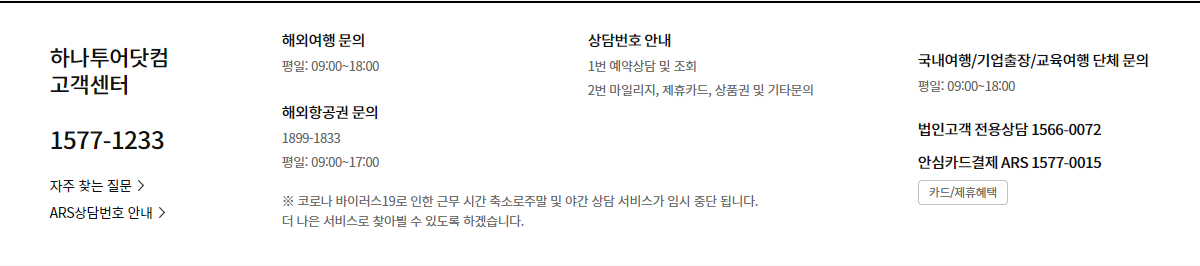 하나투어닷컴
고객센터
1577-1233
자주 찾는 질문 >
ARS상담번호 안내 >
해외여행 문의
평일: 09:00~18:00
해외항공권 문의
1899-1833
평일: 09:00~17:00
상담번호 안내
1번 예약상담 및 조회
2번 마일리지, 제휴카드, 상품권 및 기타문의
※ 코로나 바이러스19로 인한 근무 시간 축소로주말 및 야간 상담 서비스가 임시 중단 됩니다.
더 나은 서비스로 찾아뵐 수 있도록 하겠습니다.
국내여행/기업출장/교육여행 단체 문의
평일: 09:00~18:00
법인고객 전용상담 1566-0072
안심카드결제 ARS 1577-0015
카드/제휴혜택